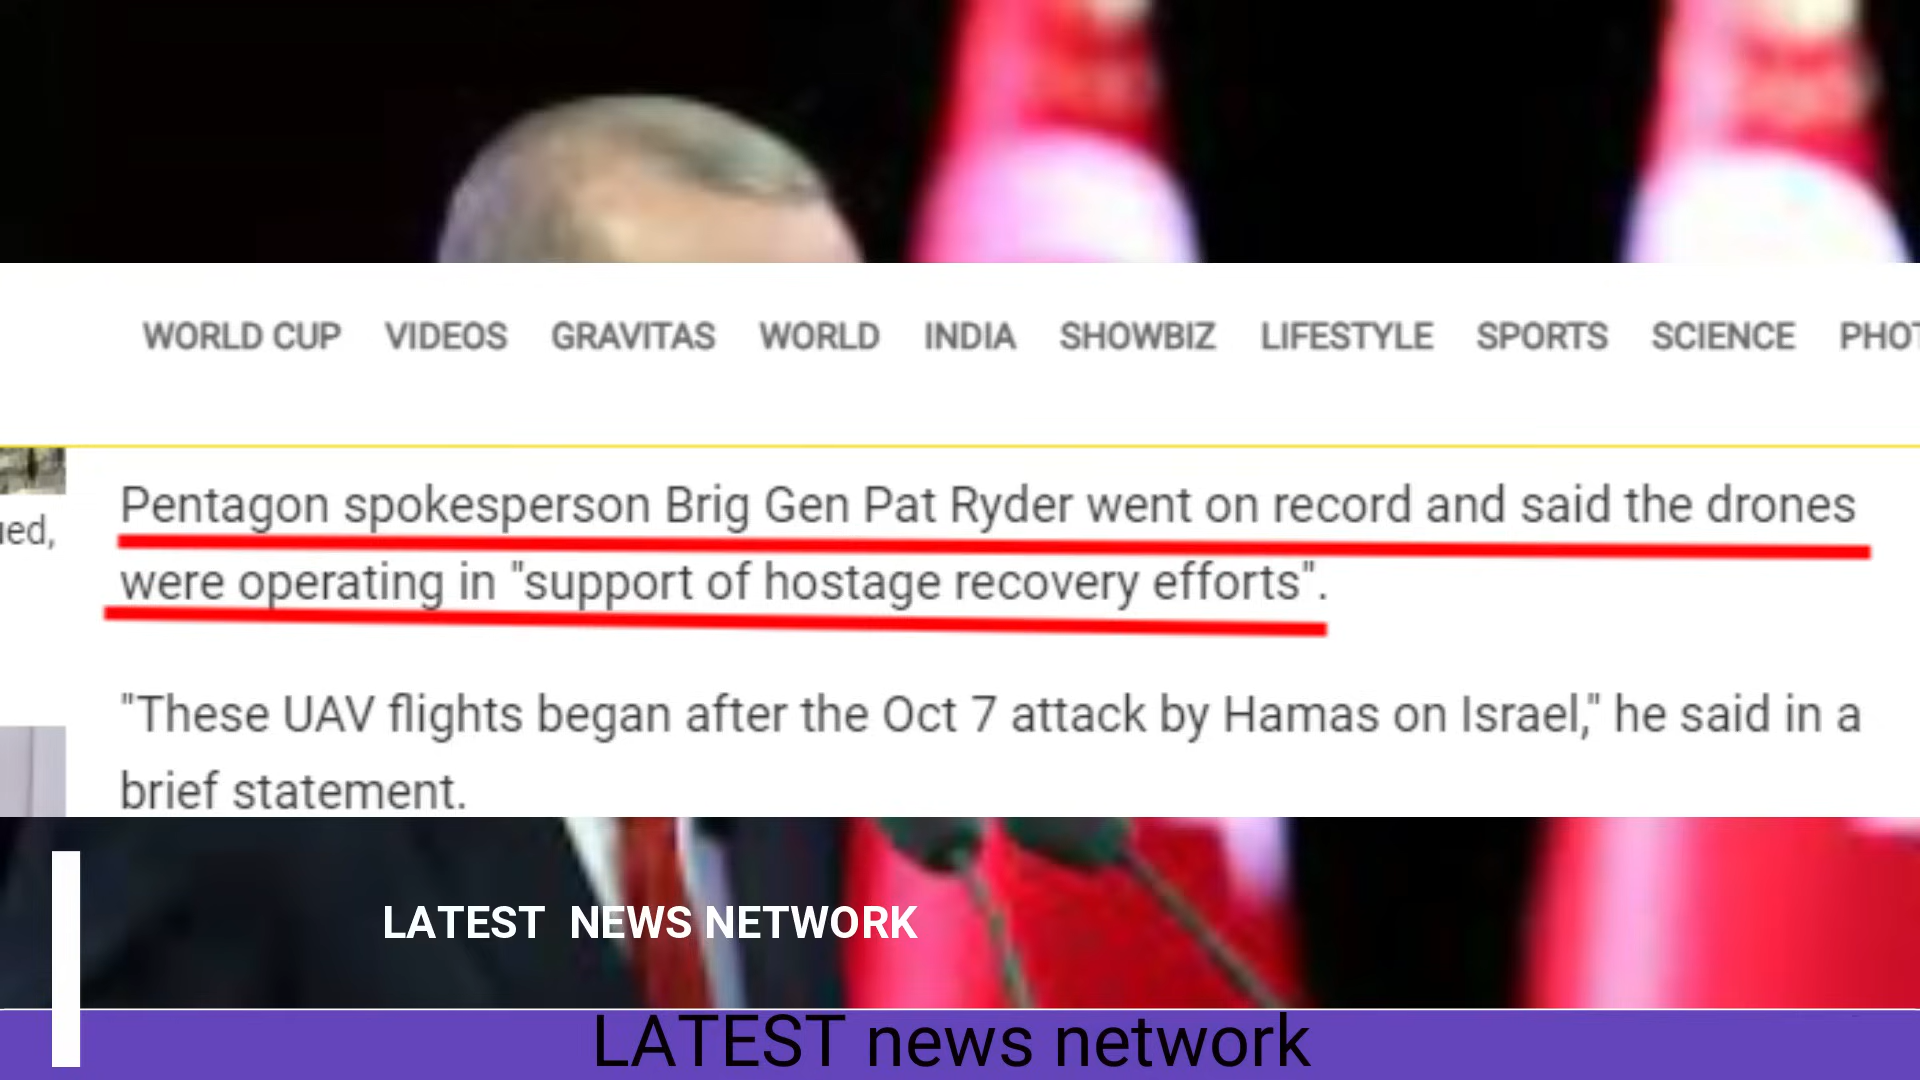 WORLD CUP VIDEOS GRAVITAS WORLD INDIA SHOWBIZ LIFESTYLE SPORTS SCIENCE PHOT
Pentagon spokesperson Brig Gen Pat Ryder went on record and said the drones
were operating in "support of hostage recovery efforts".
ued,
"These UAV flights began after the Oct 7 attack by Hamas on Israel," he said in a
brief statement.
LATEST NEWS NETWORK
LATEST news network